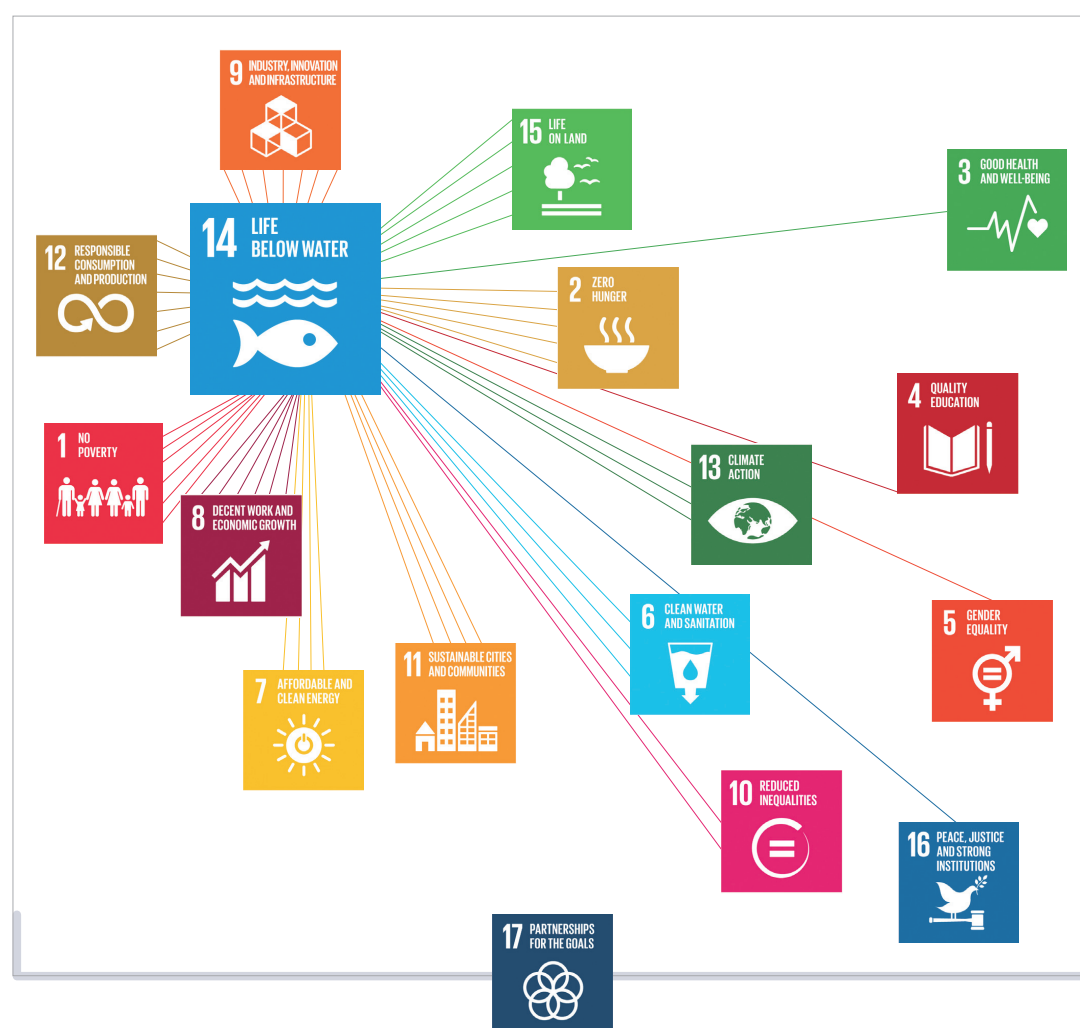 9 INDUSTRY, INNOVATION
AND INFRASTRUCTURE
15 LIFE
ON LAND
3 GOOD HEALTH
AND WELL-BEING
14 LIFE
BELOW WATER
12 RESPONSIBLE
CONSUMPTION
AND PRODUCTION
2 ZERO
HUNGER
4 QUALITY
EDUCATION
1 NO
POVERTY
13 CLIMATE
ACTION
8 DECENT WORK AND
ECONOMIC GROWTH
6 CLEAN WATER
AND SANITATION
5 GENDER
EQUALITY
11 SUSTAINABLE CITIES
AND COMMUNITIES
7 AFFORDABLE AND
CLEAN ENERGY
10 REDUCED
INEQUALITIES
16 PEACE, JUSTICE
AND STRONG
INSTITUTIONS
17 PARTNERSHIPS
FOR THE GOALS